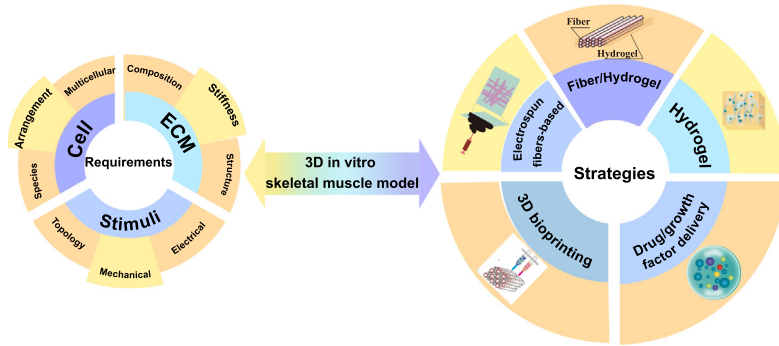 Multicellular
Arrangement
Species
Cell
Composition
Stiffness
Structure
ECM
Requirements
Stimuli
Topology
Mechanical
Electrical
3D in vitro
skeletal muscle model
Fiber
Hydrogel
Fiber/Hydrogel
Electrospun
fibers-based
Hydrogel
Strategies
3D bioprinting
Drug/growth
factor delivery